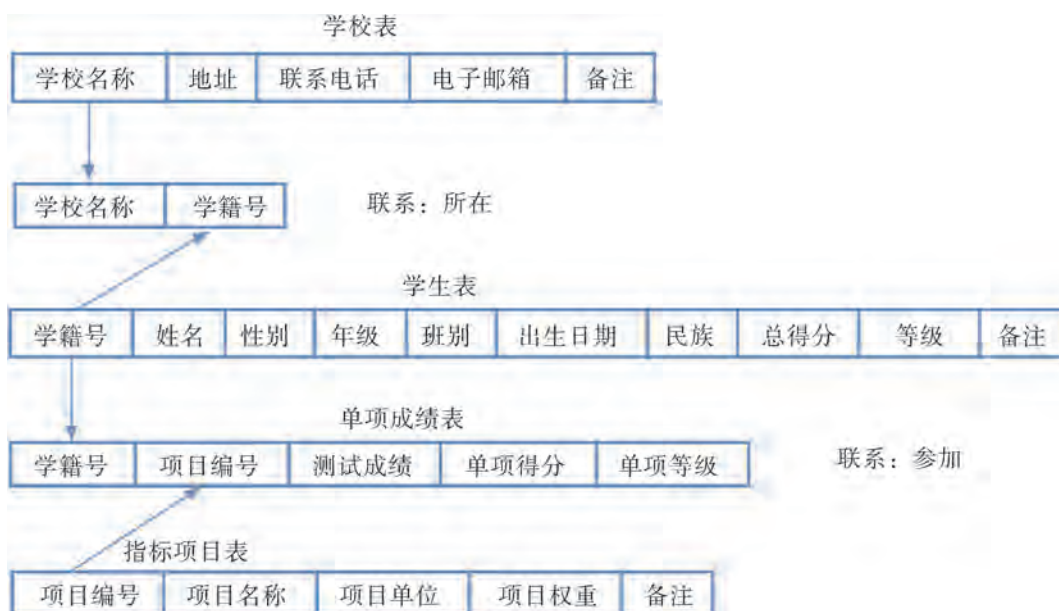 学校表
学校名称 地址 联系电话 电子邮箱 备注
学校名称 学籍号 联系：所在
学生表
学籍号 姓名 性别 年级 班别 出生日期 民族 总得分 等级 备注
单项成绩表
学籍号 项目编号 测试成绩 单项得分 单项等级 联系：参加
指标项目表
项目编号 项目名称 项目单位 项目权重 备注